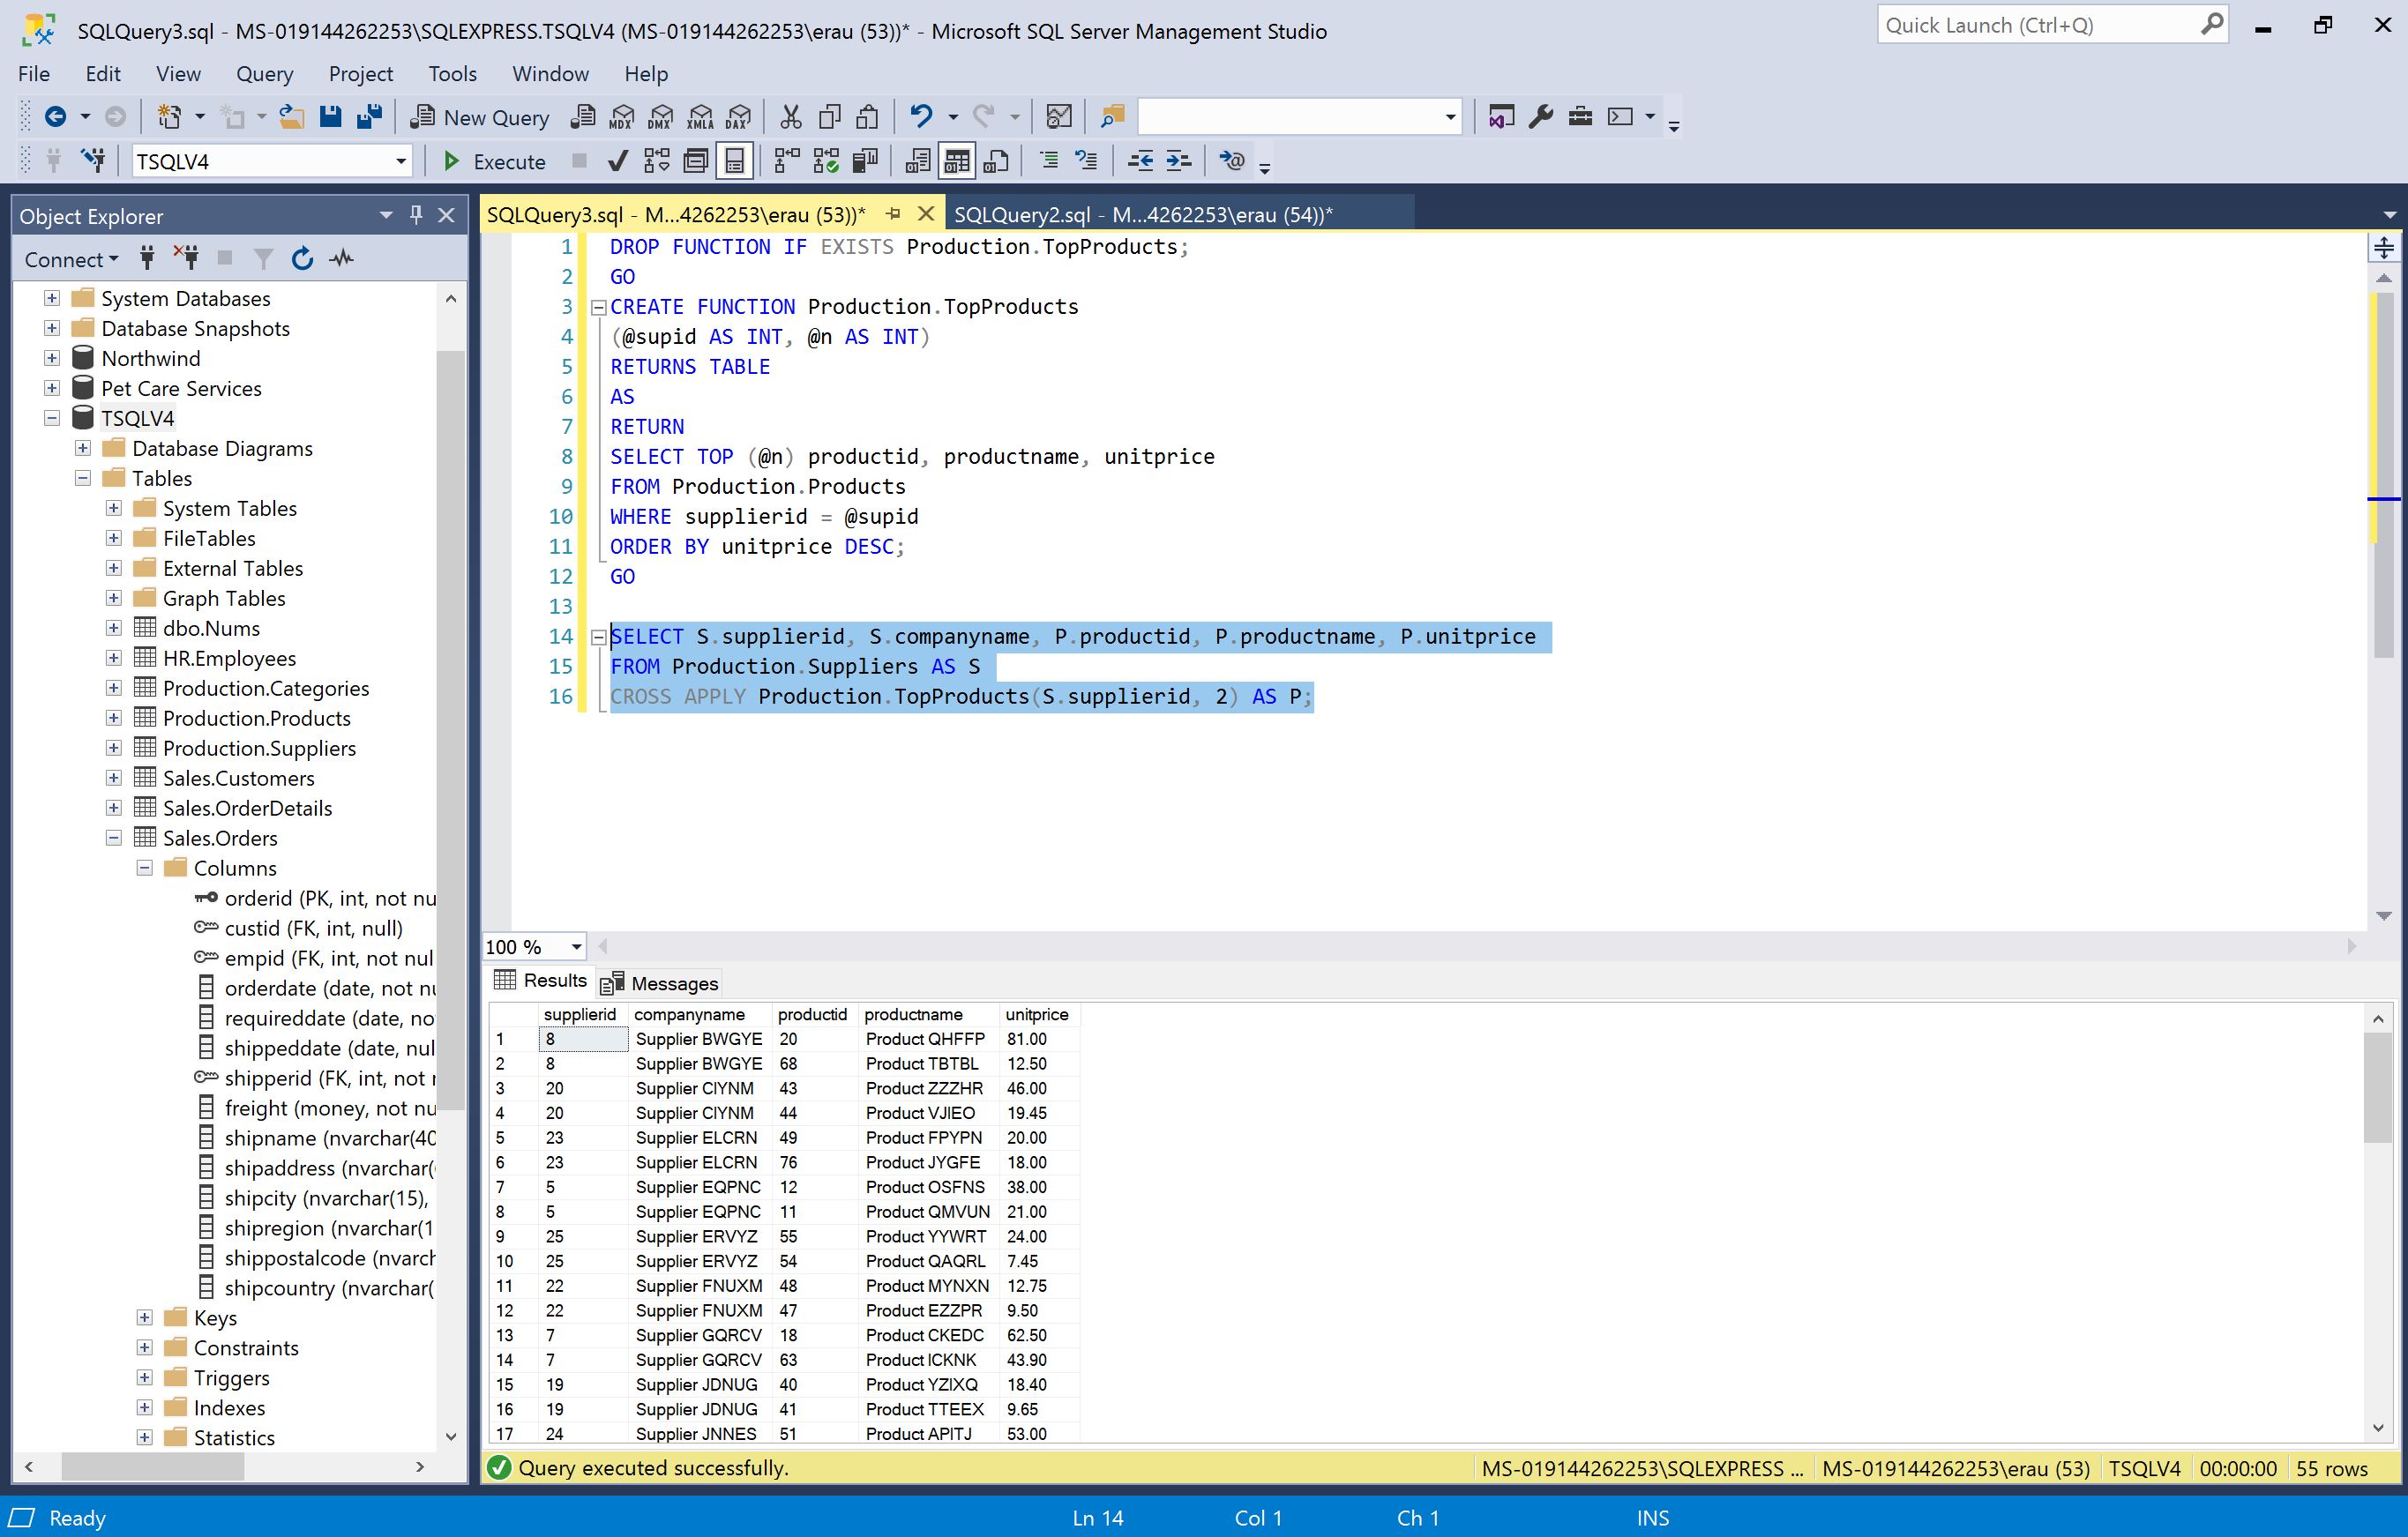 SQLQuery3.sql - MS-019144262253\SQLEXPRESS.TSQLV4 (MS-019144262253\erau (53))* - Microsoft SQL Server Management Studio
Quick Launch (Ctrl+Q)
File Edit View Query Project Tools Window Help
New Query MDX DMX XMLA DAX
TSQLV4 Execute
Object Explorer
Connect
System Databases
Database Snapshots
Northwind
Pet Care Services
TSQLV4
Database Diagrams
Tables
System Tables
FileTables
External Tables
Graph Tables
dbo.Nums
HR.Employees
Production.Categories
Production.Products
Production.Suppliers
Sales.Customers
Sales.OrderDetails
Sales.Orders
Columns
orderid (PK, int, not nu
custid (FK, int, null)
empid (FK, int, not nul
orderdate (date, not nu
requireddate (date, no
shippeddate (date, nul
shipperid (FK, int, not r
freight (money, not nu
shipname (nvarchar(40
shipaddress (nvarchar(
shipcity (nvarchar(15),
shipregion (nvarchar(1
shippostalcode (nvarch
shipcountry (nvarchar(
Keys
Constraints
Triggers
Indexes
Statistics
SQLQuery3.sql - M...4262253\erau (53))* SQLQuery2.sql - M...4262253\erau (54))*
1 DROP FUNCTION IF EXISTS Production.TopProducts;
2 GO
3 CREATE FUNCTION Production.TopProducts
4 (@supid AS INT, @n AS INT)
5 RETURNS TABLE
6 AS
7 RETURN
8 SELECT TOP (@n) productid, productname, unitprice
9 FROM Production.Products
10 WHERE supplierid = @supid
11 ORDER BY unitprice DESC;
12 GO
13
14 SELECT S.supplierid, S.companyname, P.productid, P.productname, P.unitprice
15 FROM Production.Suppliers AS S
16 CROSS APPLY Production.TopProducts(S.supplierid, 2) AS P;
100 %
Results Messages
supplierid companyname productid productname unitprice
1 8 Supplier BWGYE 20 Product QHFFP 81.00
2 8 Supplier BWGYE 68 Product TBTBL 12.50
3 20 Supplier CIYNM 43 Product ZZZHR 46.00
4 20 Supplier CIYNM 44 Product VJIEO 19.45
5 23 Supplier ELCRN 49 Product FPYPN 20.00
6 23 Supplier ELCRN 76 Product JYGFE 18.00
7 5 Supplier EQPNC 12 Product OSFNS 38.00
8 5 Supplier EQPNC 11 Product QMVUN 21.00
9 25 Supplier ERVYZ 55 Product YYWRT 24.00
10 25 Supplier ERVYZ 54 Product QAQRL 7.45
11 22 Supplier FNUXM 48 Product MYNXN 12.75
12 22 Supplier FNUXM 47 Product EZZPR 9.50
13 7 Supplier GQRCV 18 Product CKEDC 62.50
14 7 Supplier GQRCV 63 Product ICKNK 43.90
15 19 Supplier JDNUG 40 Product YZIXQ 18.40
16 19 Supplier JDNUG 41 Product TTEEX 9.65
17 24 Supplier JNNES 51 Product APITJ 53.00
Query executed successfully. MS-019144262253\SQLEXPRESS ... MS-019144262253\erau (53) TSQLV4 00:00:00 55 rows
Ready Ln 14 Col 1 Ch 1 INS